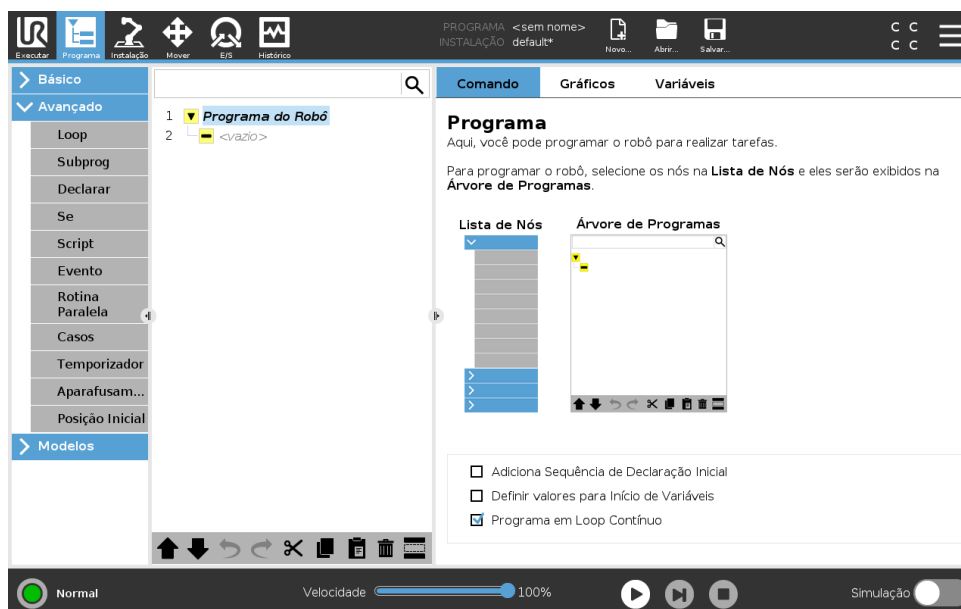 PROGRAMA <sem nome>
INSTALAÇÃO default*
Executar Programa Instalação Mover E/S Histórico
Novo... Abrir... Salvar...
C C
C C
Básico
Avançado
Loop
Subprog
Declarar
Se
Script
Evento
Rotina
Paralela
Casos
Temporizador
Aparafusam...
Posição Inicial
Modelos
1 Programa do Robô
2 <vazio>
Comando Gráficos Variáveis
Programa
Aqui, você pode programar o robô para realizar tarefas.
Para programar o robô, selecione os nós na Lista de Nós e eles serão exibidos na
Árvore de Programas.
Lista de Nós Árvore de Programas
Adiciona Sequência de Declaração Inicial
Definir valores para Início de Variáveis
Programa em Loop Contínuo
Normal
Velocidade 100%
Simulação